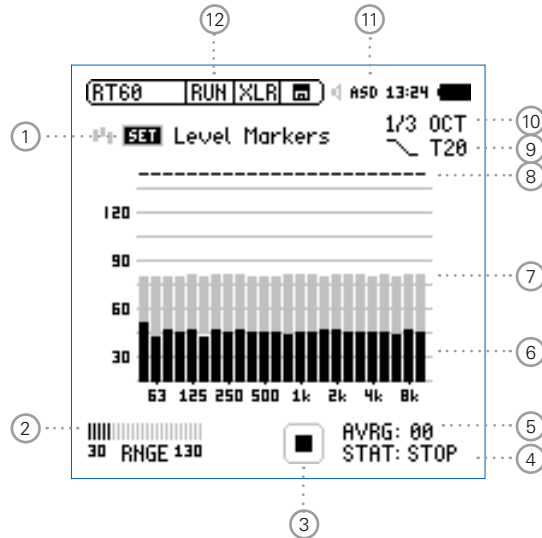 12
11
RT60 RUN XLR ASD 13:24
1/3 OCT
10
1
SET Level Markers
T20
9
8
120
90
7
60
6
30
63 125 250 500 1k 2k 4k 8k
2
AVRG: 00
5
30 RNGE 130
STAT: STOP
4
3